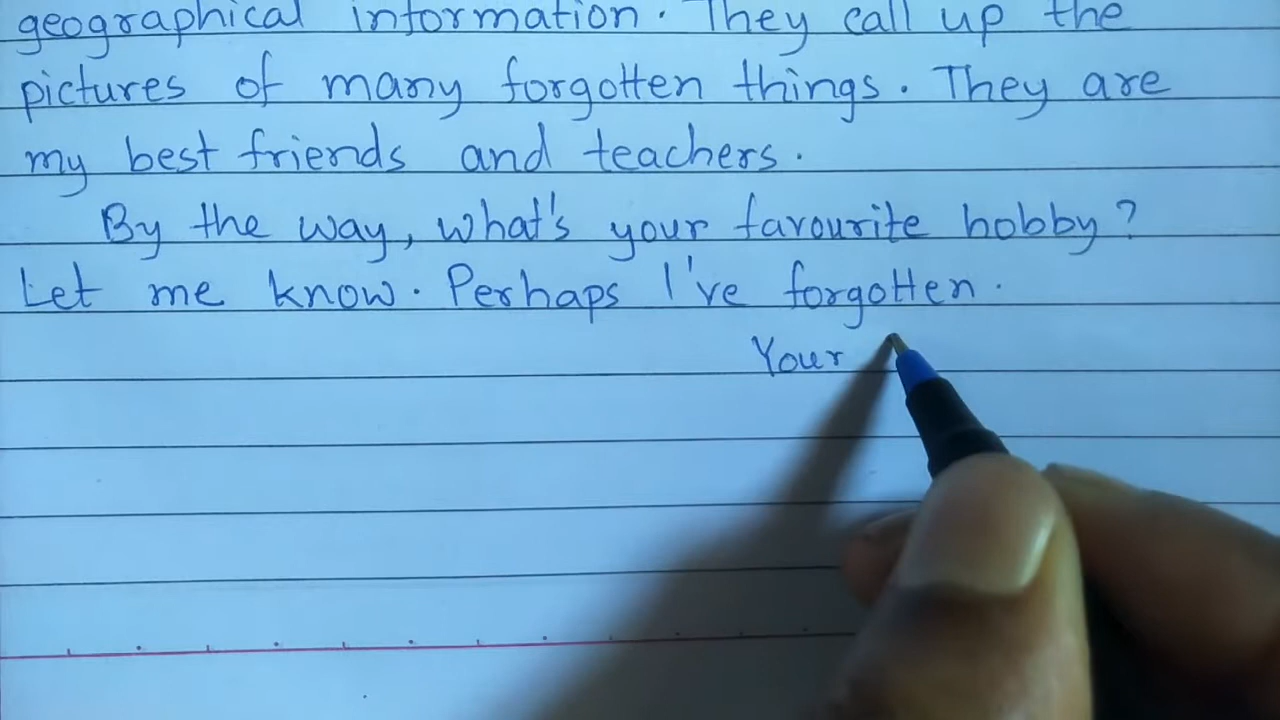 geographical information. They call up the
pictures of many forgotten things. They are
my best friends and teachers.
By the way, what's your favourite hobby?
Let me know. Perhaps I've forgotten.
Your